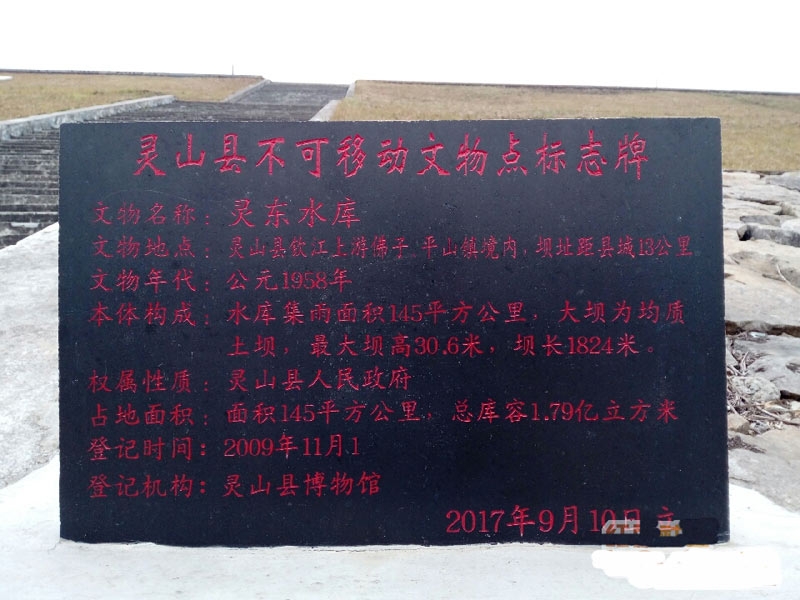 灵山县不可移动文物点标志牌
文物名称：灵东水库
文物地点：灵山县钦江上游佛子、平山镇境内，坝址距县城13公里
文物年代：公元1958年
本体构成：水库集雨面积145平方公里，大坝为均质
土坝，最大坝高30.6米，坝长1824米。
权属性质：灵山县人民政府
占地面积：面积145平方公里，总库容1.79亿立方米
登记时间：2009年11月1
登记机构：灵山县博物馆
2017年9月10日 立